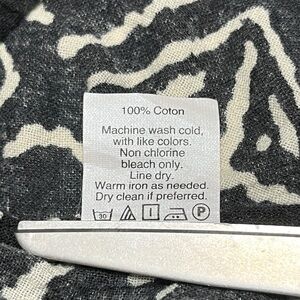 100% Coton
Machine wash cold,
with like colors.
Non chlorine
bleach only.
Line dry.
Warm iron as needed.
Dry clean if preferred.
30 P